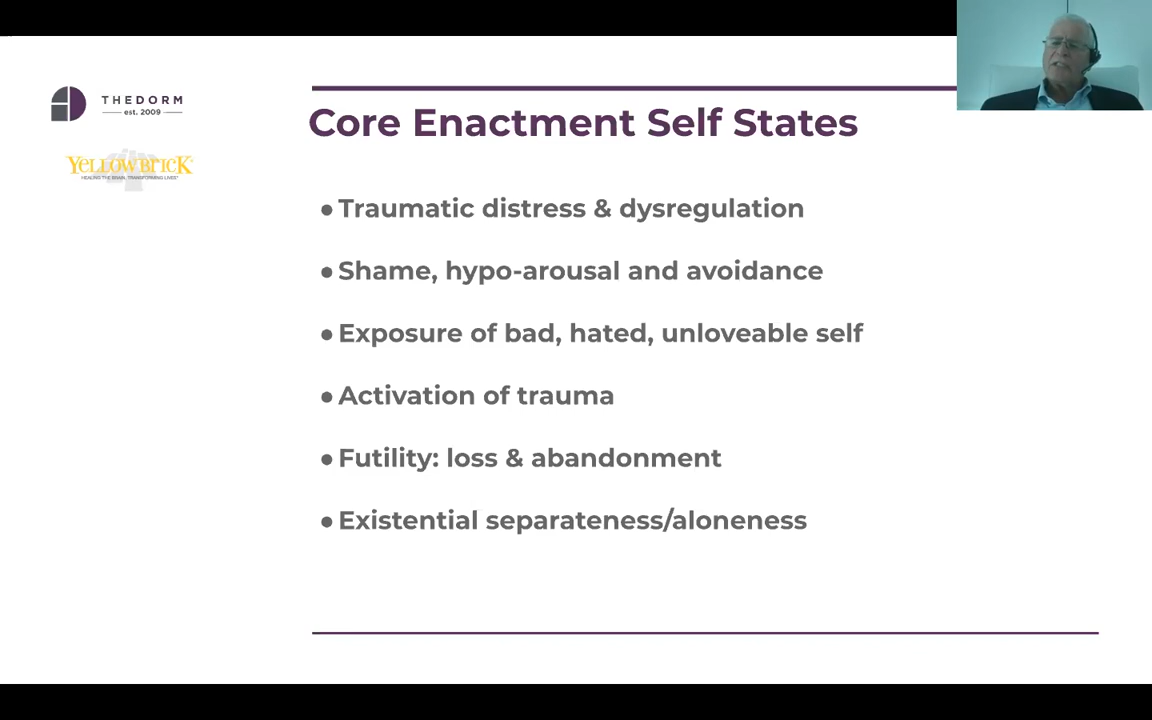 THEDORM
est. 2009
YELLOWBRICK
HEALING THE BRAIN, TRANSFORMING LIVES
Core Enactment Self States
● Traumatic distress & dysregulation
● Shame, hypo-arousal and avoidance
● Exposure of bad, hated, unloveable self
● Activation of trauma
● Futility: loss & abandonment
● Existential separateness/aloneness